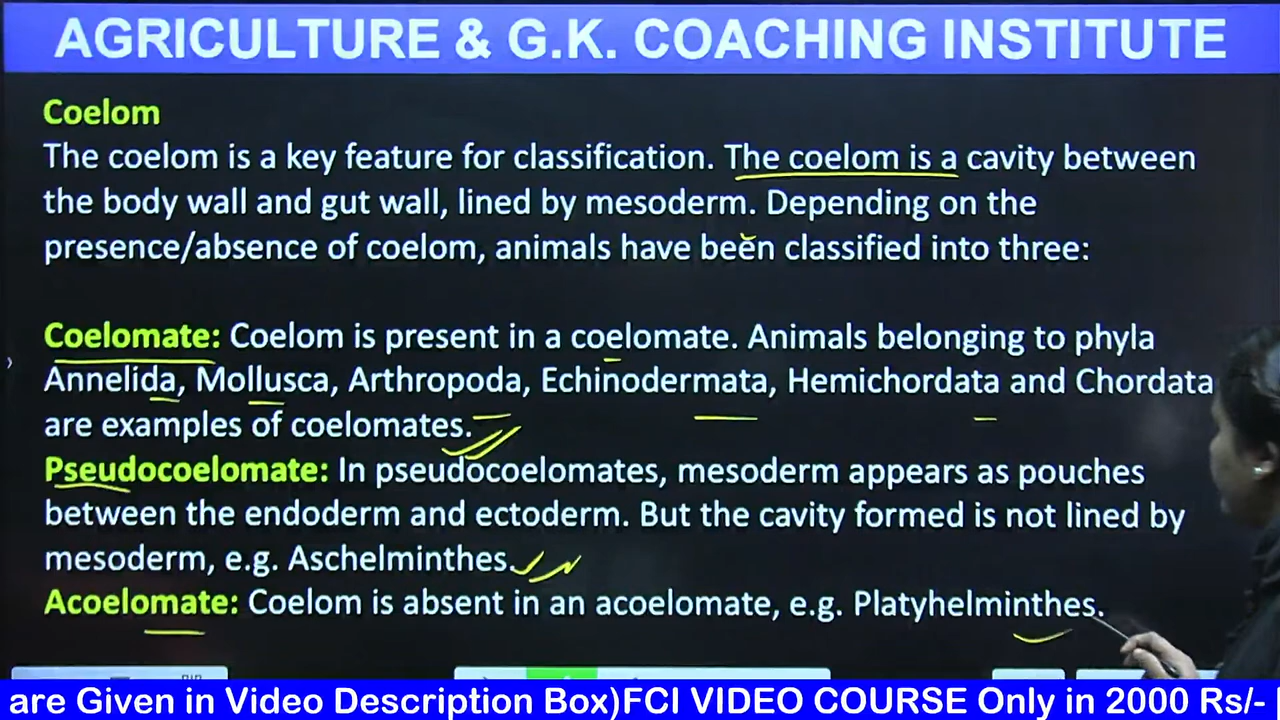 AGRICULTURE & G.K. COACHING INSTITUTE
Coelom
The coelom is a key feature for classification. The coelom is a cavity between
the body wall and gut wall, lined by mesoderm. Depending on the
presence/absence of coelom, animals have been classified into three:
Coelomate: Coelom is present in a coelomate. Animals belonging to phyla
Annelida, Mollusca, Arthropoda, Echinodermata, Hemichordata and Chordata
are examples of coelomates.
Pseudocoelomate: In pseudocoelomates, mesoderm appears as pouches
between the endoderm and ectoderm. But the cavity formed is not lined by
mesoderm, e.g. Aschelminthes.
Acoelomate: Coelom is absent in an acoelomate, e.g. Platyhelminthes.
are Given in Video Description Box)FCI VIDEO COURSE Only in 2000 Rs/-